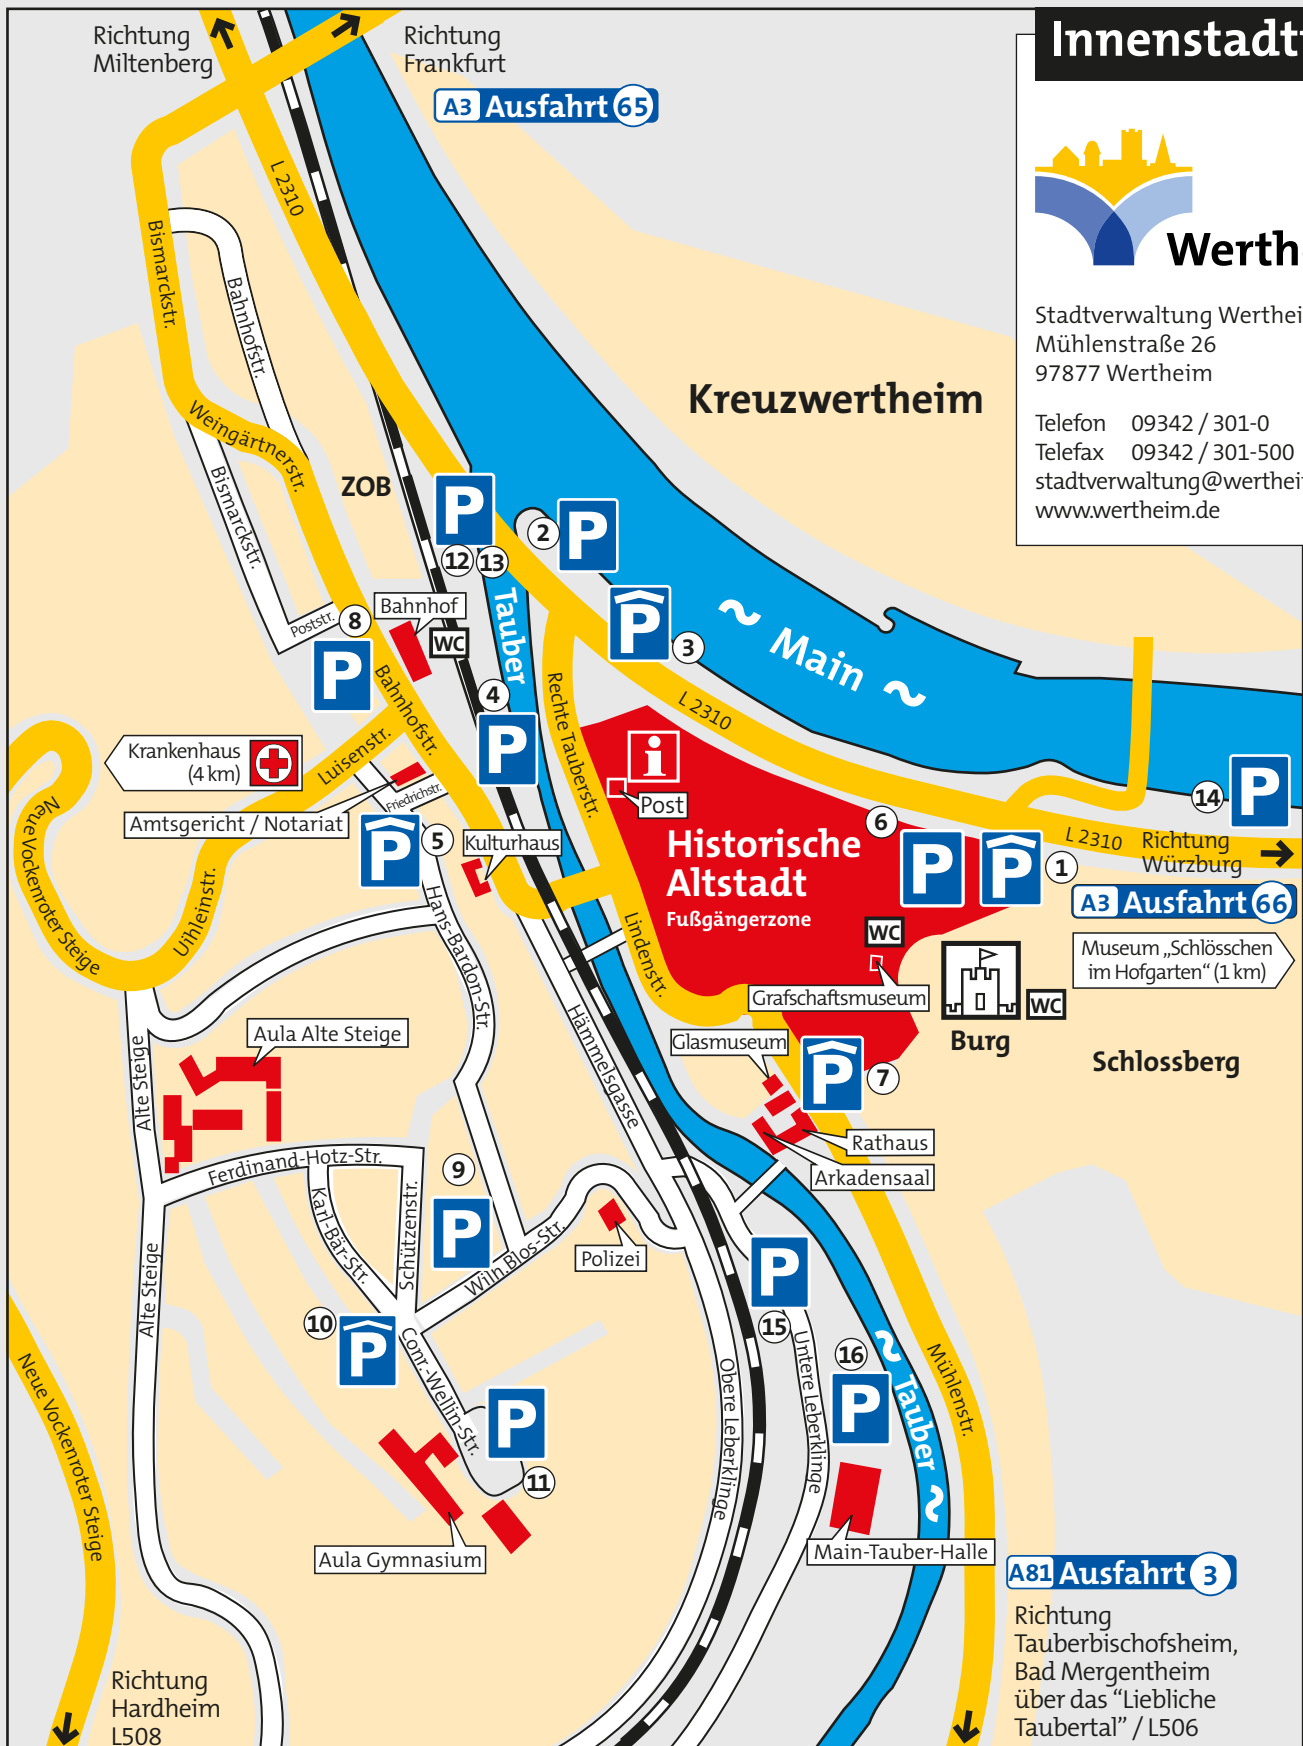 Richtung
Miltenberg
Richtung
Frankfurt
A3 Ausfahrt 65
Innenstadt
Werth
Stadtverwaltung Werthei
Mühlenstraße 26
97877 Wertheim
Telefon 09342 / 301-0
Telefax 09342 / 301-500
stadtverwaltung@werthei
www.wertheim.de
L 2310
Bismarckstr.
Bahnhofstr.
Weingärtnerstr.
Bismarckstr.
Kreuzwertheim
ZOB
P
12 13
2
P
P
3
Tauber
~ Main ~
Poststr.
8
P
Bahnhof
WC
Bahnhofstr.
4
P
Rechte Tauberstr.
L 2310
Krankenhaus
(4 km)
Luisenstr.
Amtsgericht / Notariat
Friedrichstr.
P
5
Kulturhaus
i
Post
Historische
Altstadt
Fußgängerzone
6
P
P
1
14
P
L 2310
Richtung
Würzburg
A3 Ausfahrt 66
Museum „Schlösschen
im Hofgarten“ (1 km)
Neue Vockenroter Steige
Uihleinstr.
Hans-Bardon-Str.
Lindenstr.
WC
Grafschaftsmuseum
WC
Burg
Schlossberg
Glasmuseum
P
7
Rathaus
Arkadensaal
Hämmelsgasse
Aula Alte Steige
Alte Steige
Ferdinand-Hotz-Str.
Karl-Bär-Str.
Schützenstr.
9
P
Wilh.Blos-Str.
Polizei
Alte Steige
10
P
Conr.-Wellin-Str.
P
11
Aula Gymnasium
P
15
16
P
Untere Leberklinge
Obere Leberklinge
~ Tauber ~
Mühlenstr.
Main-Tauber-Halle
Neue Vockenroter Steige
A81 Ausfahrt 3
Richtung
Tauberbischofsheim,
Bad Mergentheim
über das “Liebliche
Taubertal” / L506
Richtung
Hardheim
L508